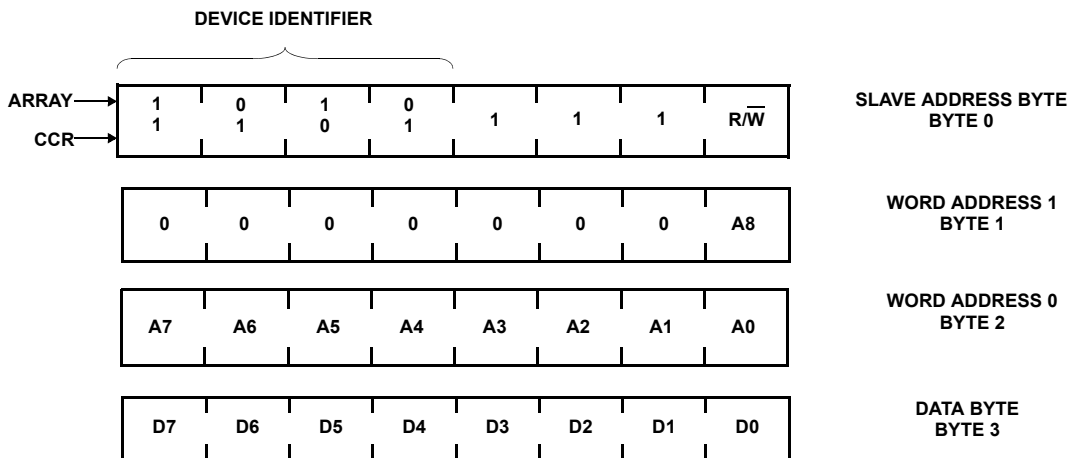 DEVICE IDENTIFIER
ARRAY
CCR
1 0 1 0
1 1 0 1 1 1 1 R/W̅
SLAVE ADDRESS BYTE
BYTE 0
0 0 0 0 0 0 0 A8
WORD ADDRESS 1
BYTE 1
A7 A6 A5 A4 A3 A2 A1 A0
WORD ADDRESS 0
BYTE 2
D7 D6 D5 D4 D3 D2 D1 D0
DATA BYTE
BYTE 3